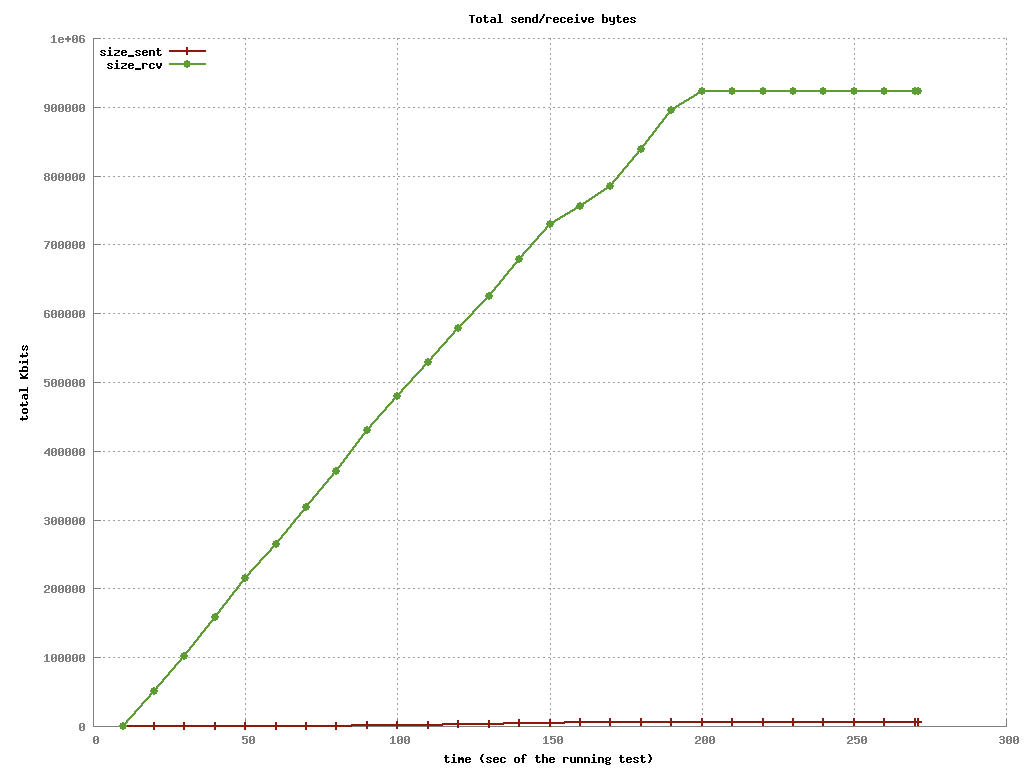 Total send/receive bytes
1e+06
size_sent
size_rcv
900000
800000
700000
600000
500000
400000
300000
200000
100000
0
total Kbits
0 50 100 150 200 250 300
time (sec of the running test)